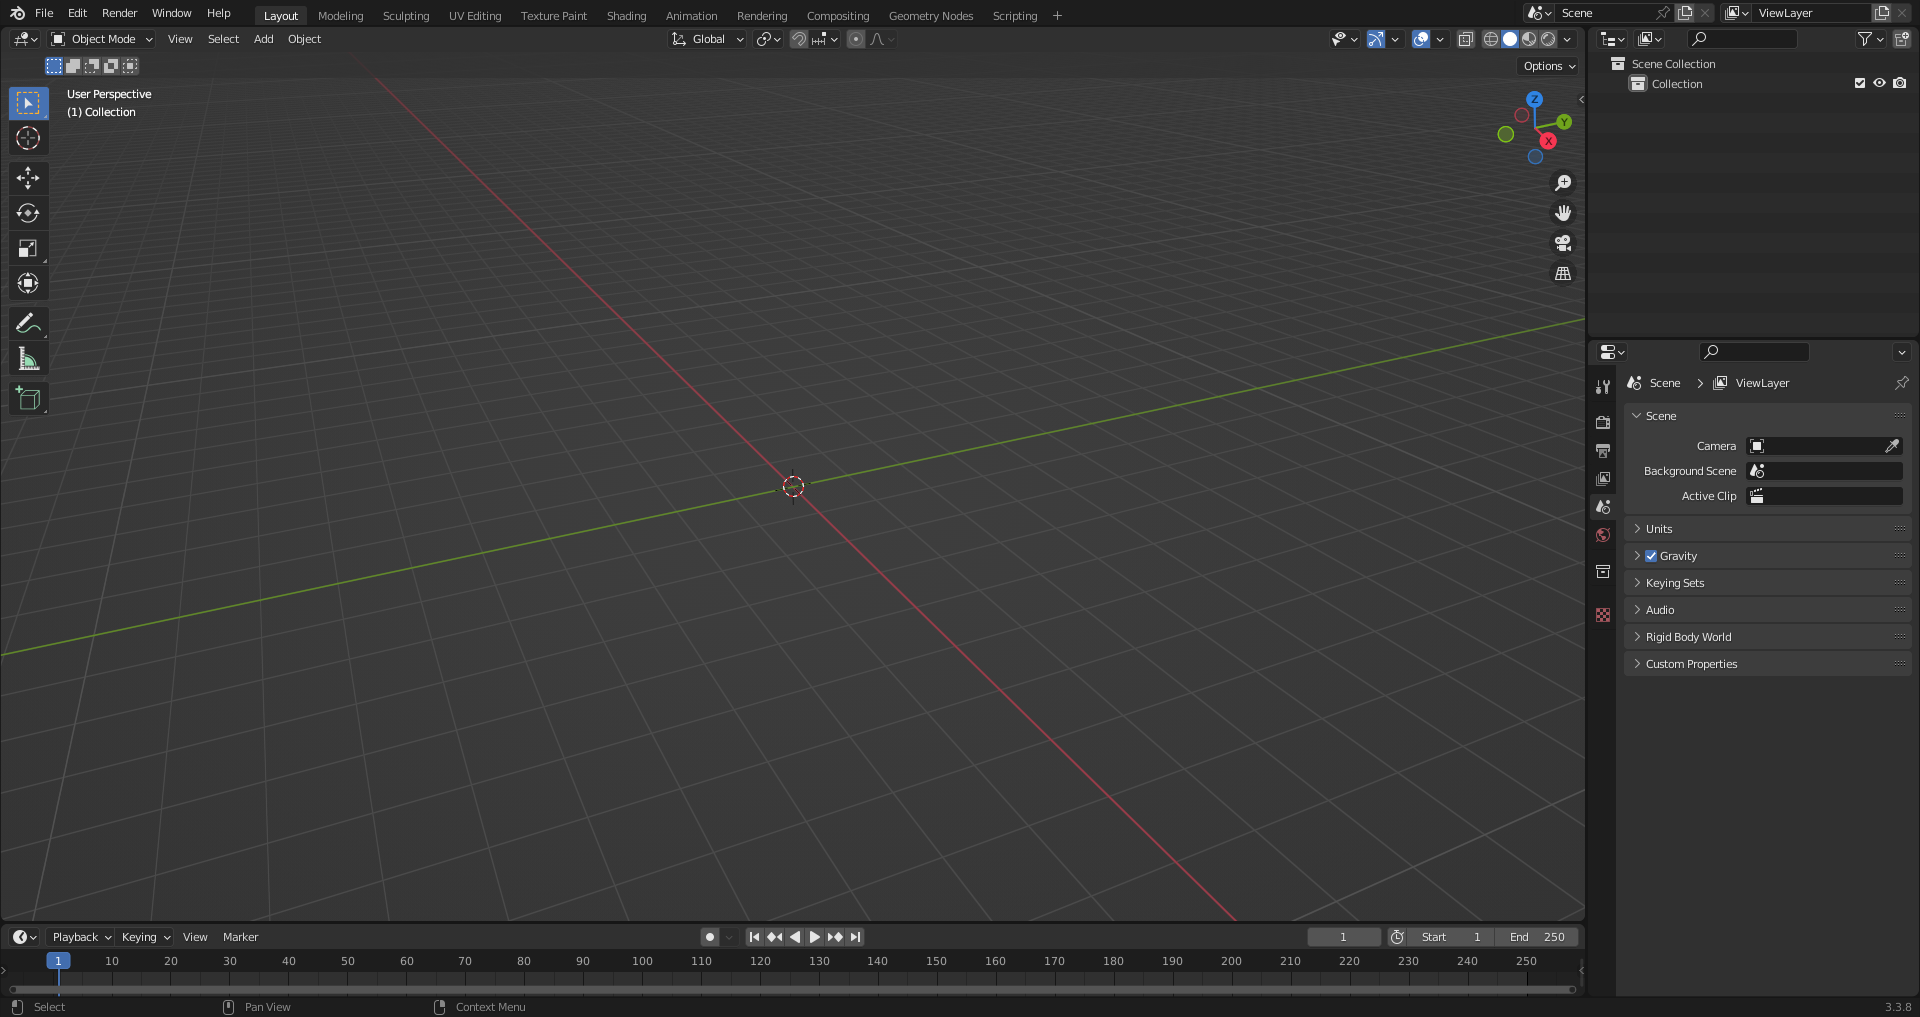 File Edit Render Window Help Layout Modeling Sculpting UV Editing Texture Paint Shading Animation Rendering Compositing Geometry Nodes Scripting + Scene ViewLayer
Object Mode View Select Add Object Global
Options
User Perspective
(1) Collection
Z
Y
X
Scene Collection
Collection
Scene ViewLayer
Scene
Camera
Background Scene
Active Clip
Units
Gravity
Keying Sets
Audio
Rigid Body World
Custom Properties
Playback Keying View Marker 1 Start 1 End 250
1 10 20 30 40 50 60 70 80 90 100 110 120 130 140 150 160 170 180 190 200 210 220 230 240 250
Select Pan View Context Menu 3.3.8